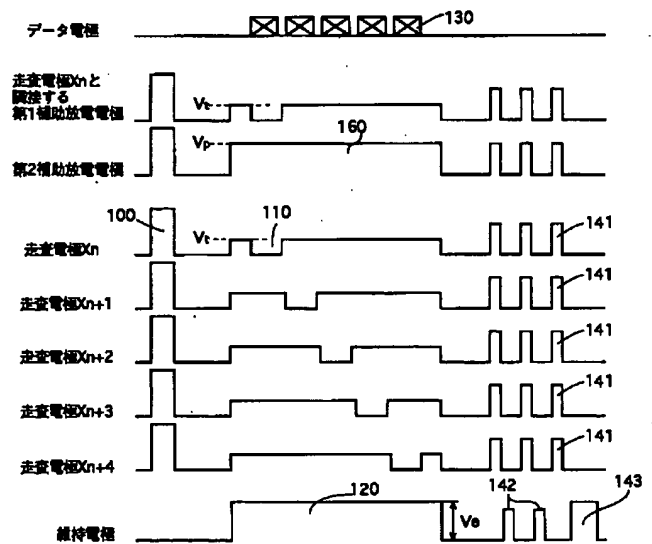 130
データ電極
走査電極Xnと
隣接する
第1補助放電電極
Vt
160
第2補助放電電極
Vp
100
110
Vt
141
走査電極Xn
141
走査電極Xn+1
141
走査電極Xn+2
141
走査電極Xn+3
141
走査電極Xn+4
120
142
143
維持電極
Ve